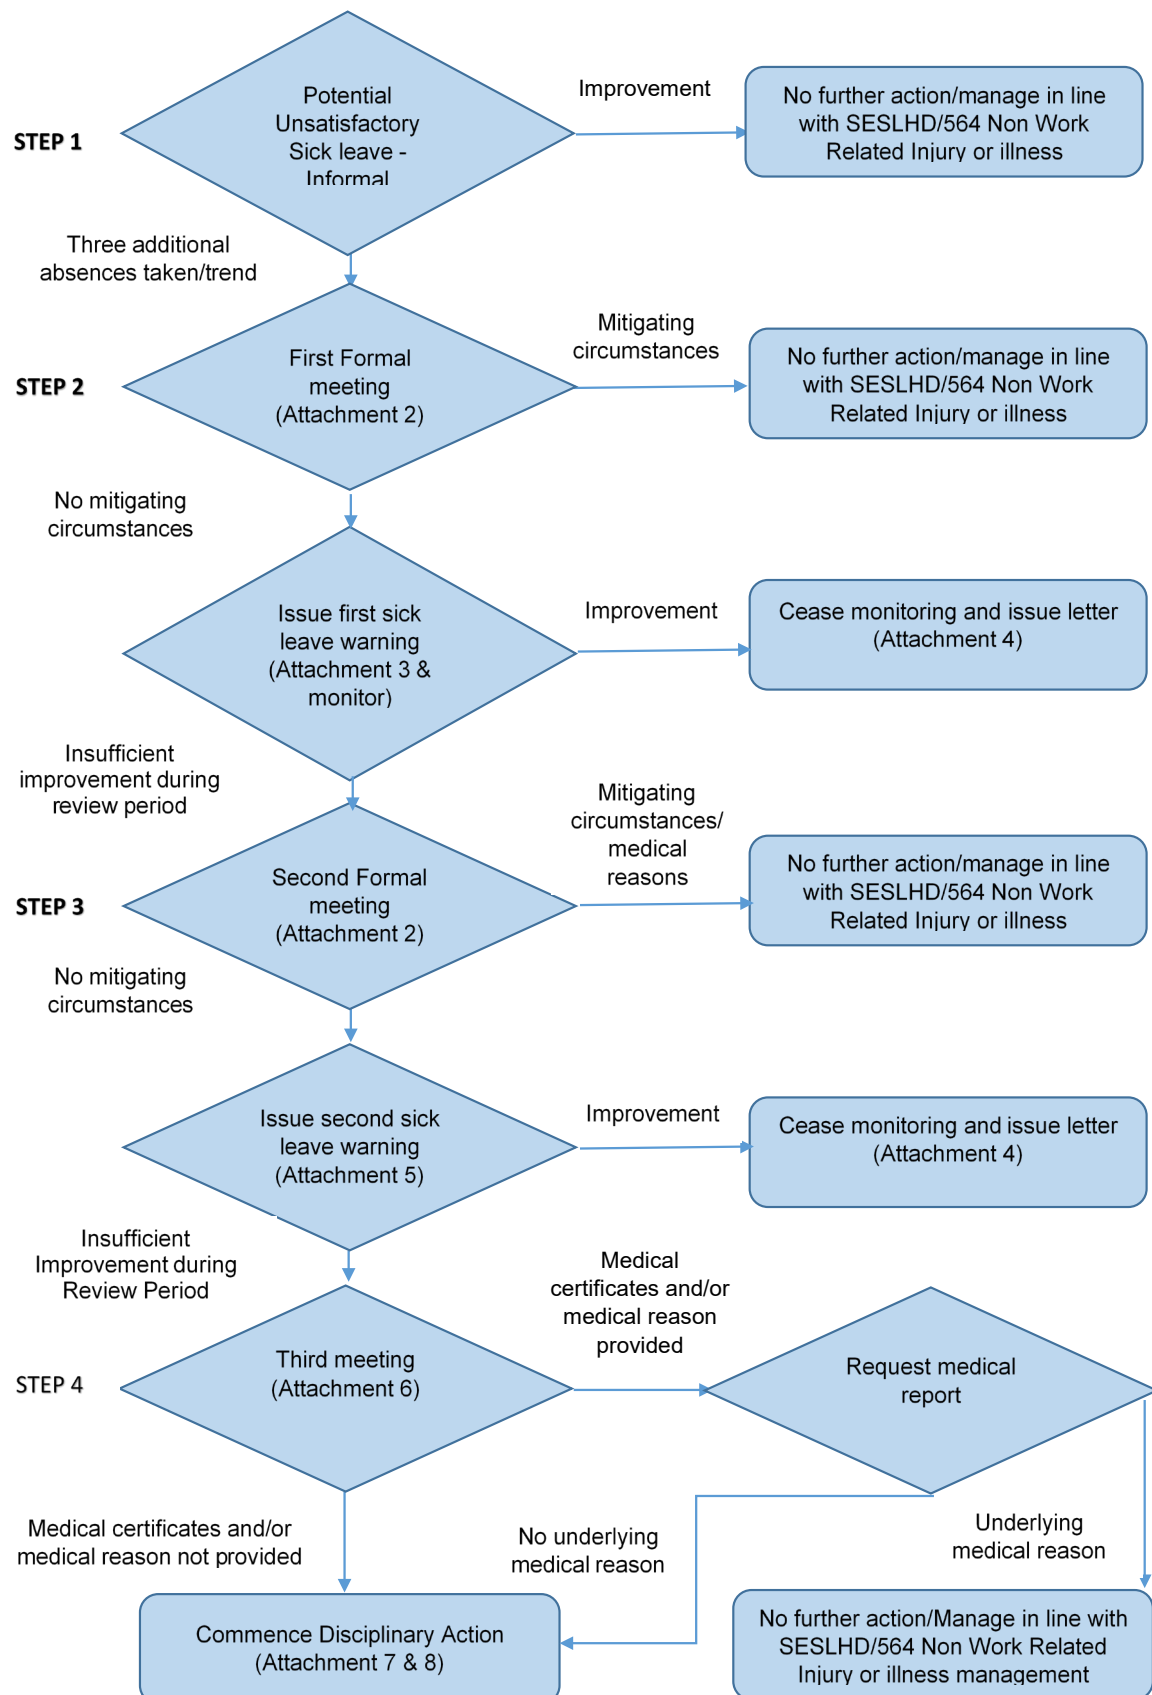 Potential
Unsatisfactory
Sick leave -
Informal
STEP 1
Improvement
No further action/manage in line
with SESLHD/564 Non Work
Related Injury or illness
Three additional
absences taken/trend
First Formal
meeting
(Attachment 2)
STEP 2
Mitigating
circumstances
No further action/manage in line
with SESLHD/564 Non Work
Related Injury or illness
No mitigating
circumstances
Issue first sick
leave warning
(Attachment 3 &
monitor)
Improvement
Cease monitoring and issue letter
(Attachment 4)
Insufficient
improvement during
review period
Second Formal
meeting
(Attachment 2)
STEP 3
Mitigating
circumstances/
medical
reasons
No further action/manage in line
with SESLHD/564 Non Work
Related Injury or illness
No mitigating
circumstances
Issue second sick
leave warning
(Attachment 5)
Improvement
Cease monitoring and issue letter
(Attachment 4)
Insufficient
Improvement during
Review Period
Third meeting
(Attachment 6)
STEP 4
Medical
certificates and/or
medical reason
provided
Request medical
report
Medical certificates and/or
medical reason not provided
No underlying
medical reason
Underlying
medical reason
Commence Disciplinary Action
(Attachment 7 & 8)
No further action/Manage in line with
SESLHD/564 Non Work Related
Injury or illness management